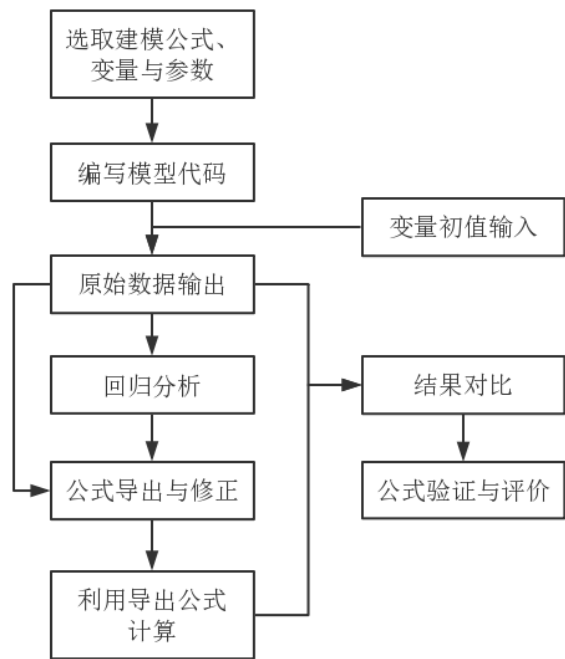 选取建模公式、
变量与参数
编写模型代码
变量初值输入
原始数据输出
回归分析
结果对比
公式导出与修正
公式验证与评价
利用导出公式
计算